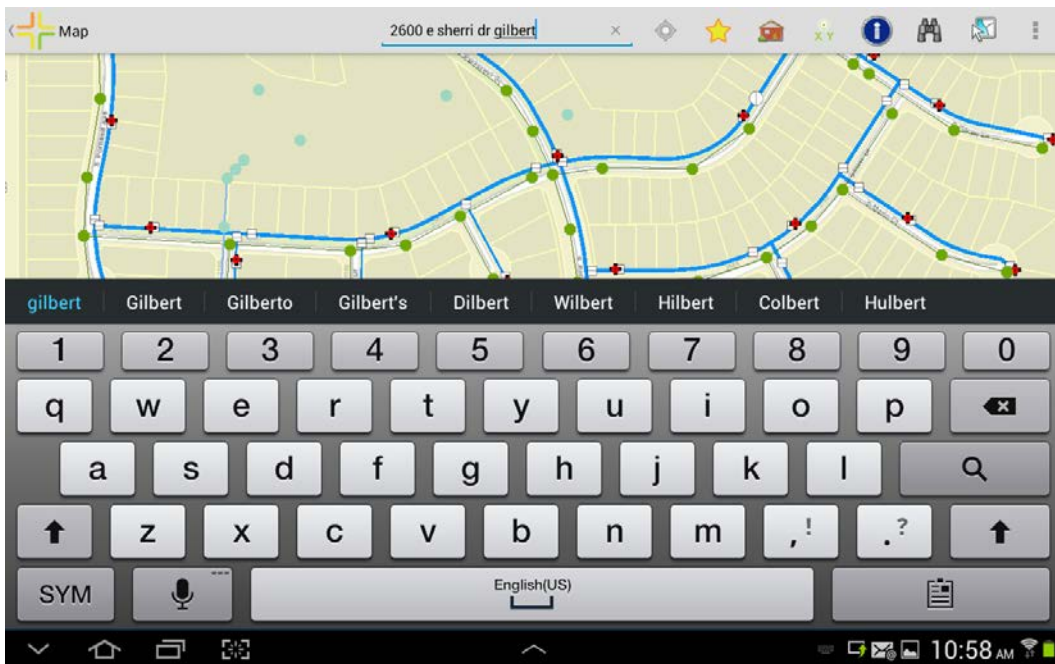 Map 2600 e sherri dr gilbert
X Y
gilbert Gilbert Gilberto Gilbert's Dilbert Wilbert Hilbert Colbert Hulbert
1 2 3 4 5 6 7 8 9 0
q w e r t y u i o p
a s d f g h j k l
z x c v b n m , ! . ?
SYM English(US)
10:58 AM